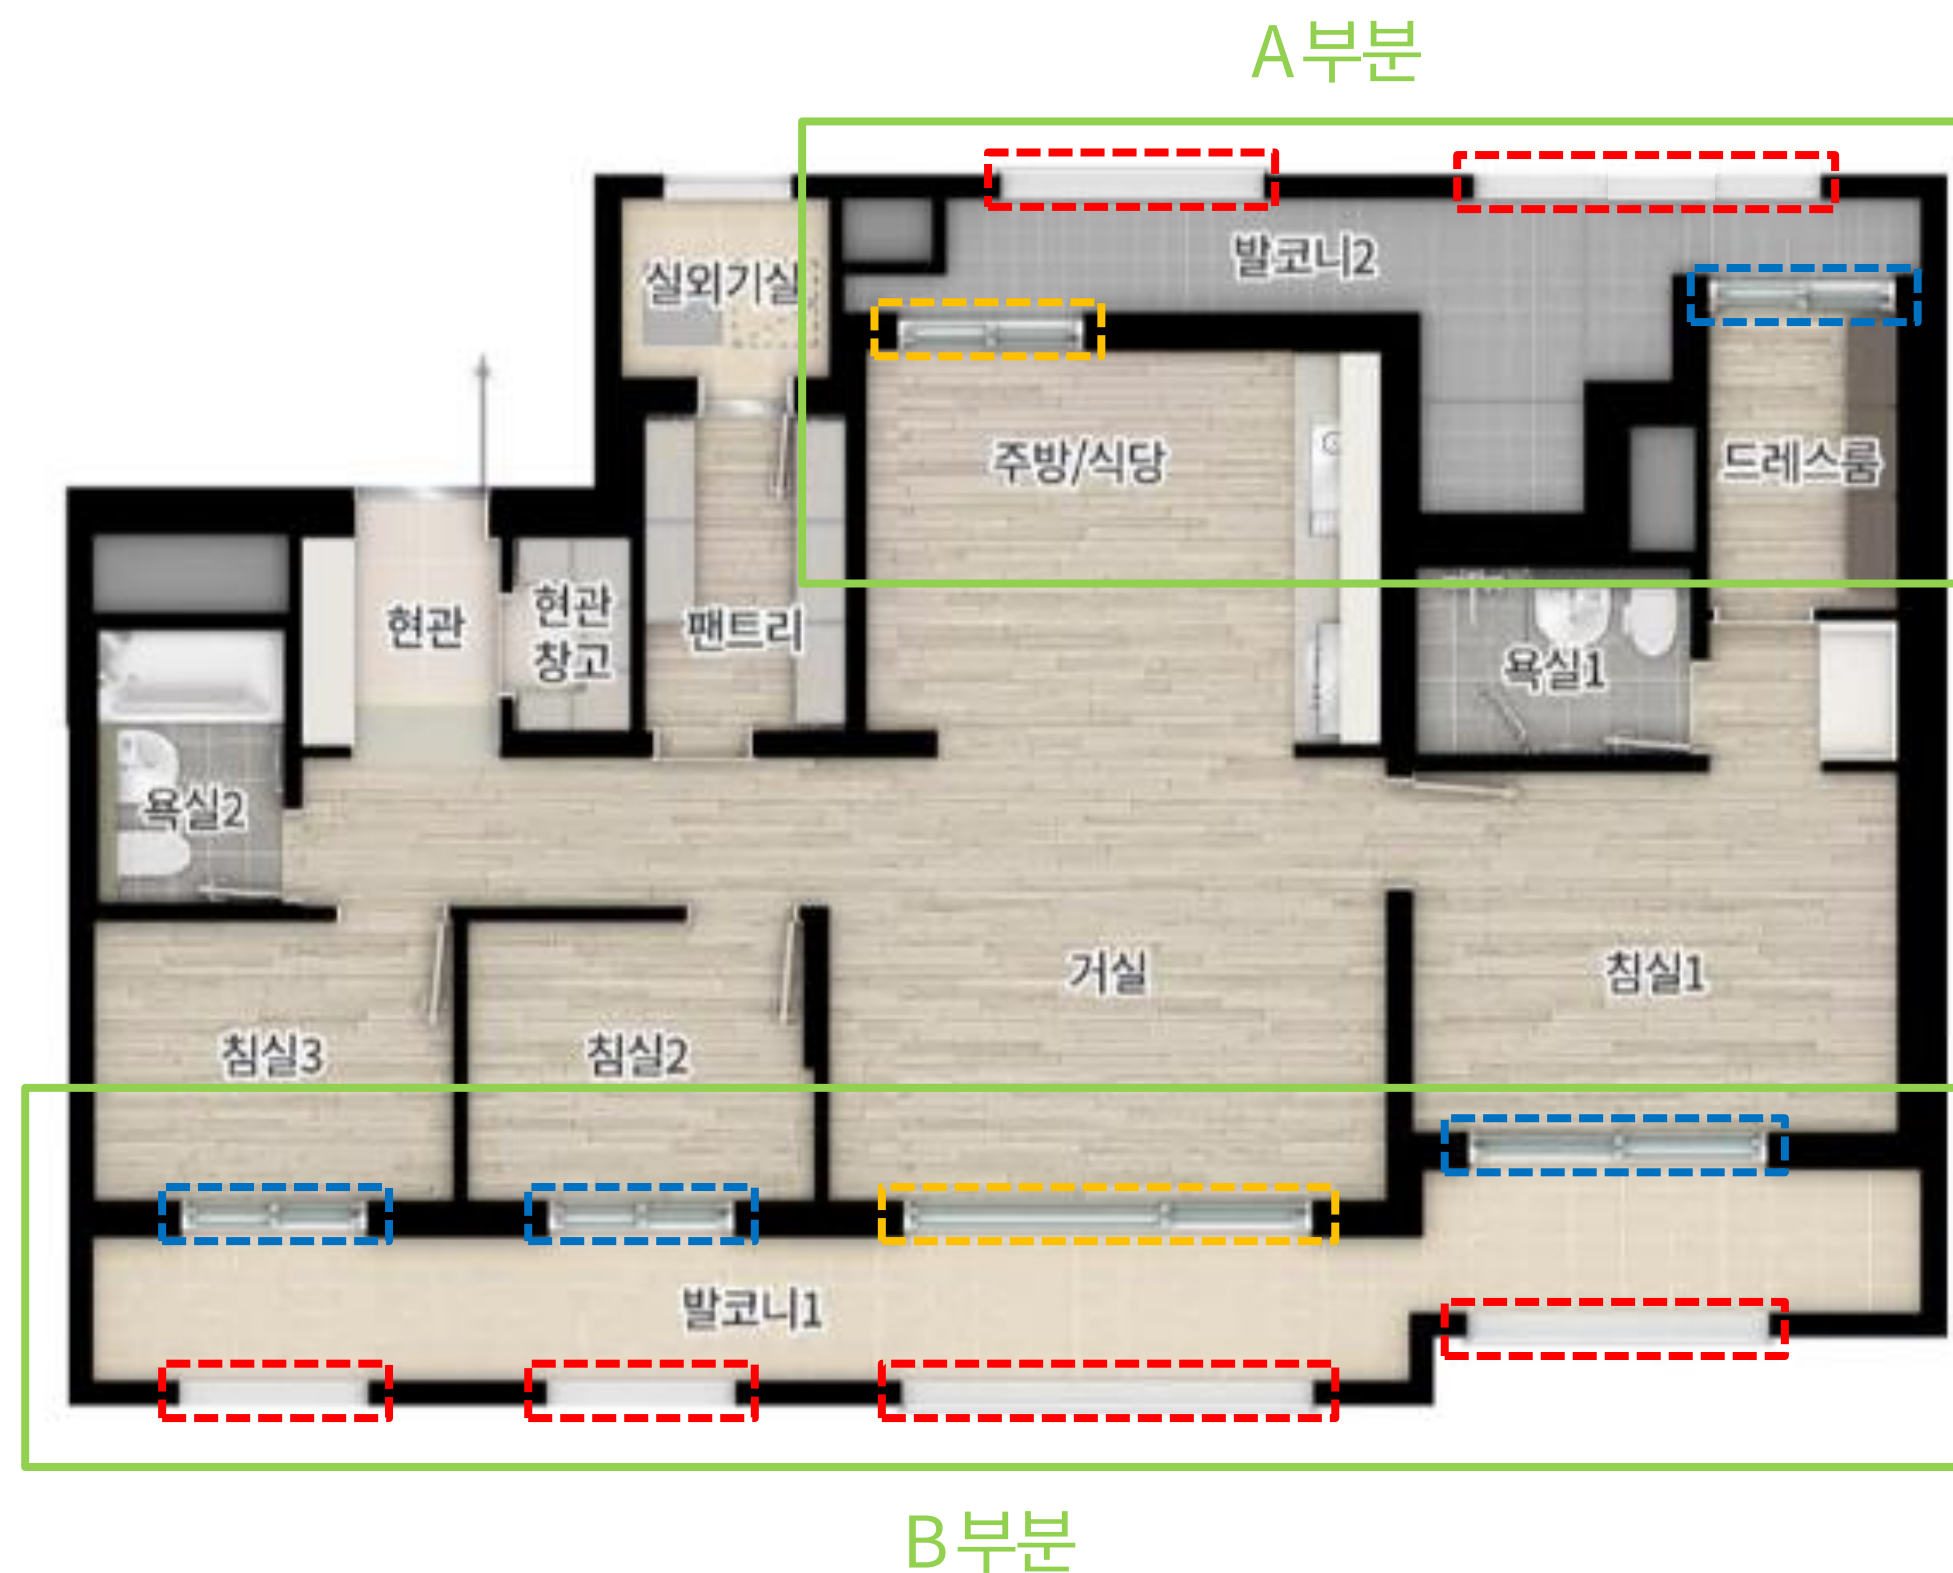 A 부분
발코니2
실외기실
주방/식당
드레스룸
현관
현관
창고
팬트리
욕실1
욕실2
거실
침실1
침실3
침실2
발코니1
B 부분